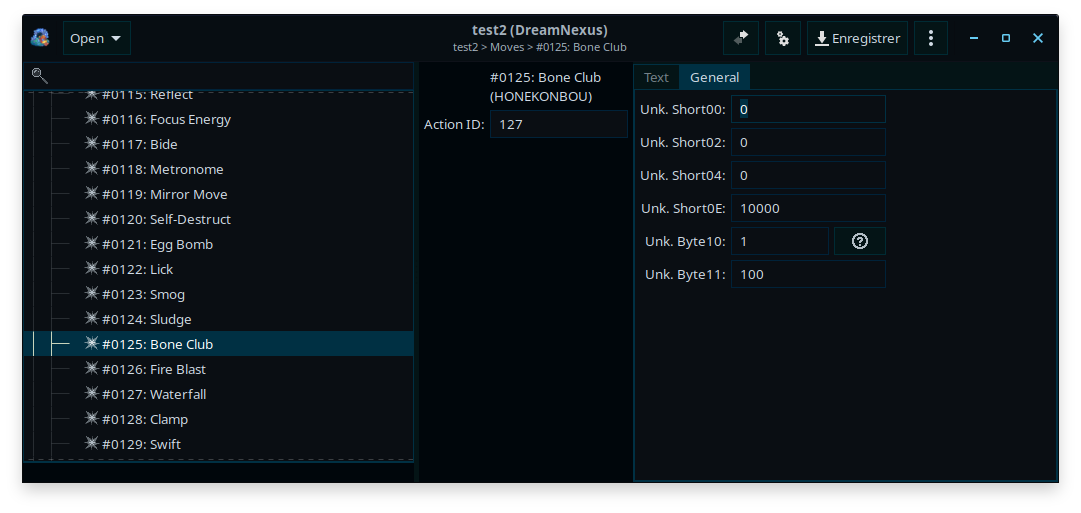 Open
test2 (DreamNexus)
test2 > Moves > #0125: Bone Club
Enregistrer
#0115: Reflect
#0116: Focus Energy
#0117: Bide
#0118: Metronome
#0119: Mirror Move
#0120: Self-Destruct
#0121: Egg Bomb
#0122: Lick
#0123: Smog
#0124: Sludge
#0125: Bone Club
#0126: Fire Blast
#0127: Waterfall
#0128: Clamp
#0129: Swift
#0125: Bone Club
(HONEKONBOU)
Action ID: 127
Text General
Unk. Short00: 0
Unk. Short02: 0
Unk. Short04: 0
Unk. Short0E: 10000
Unk. Byte10: 1
Unk. Byte11: 100